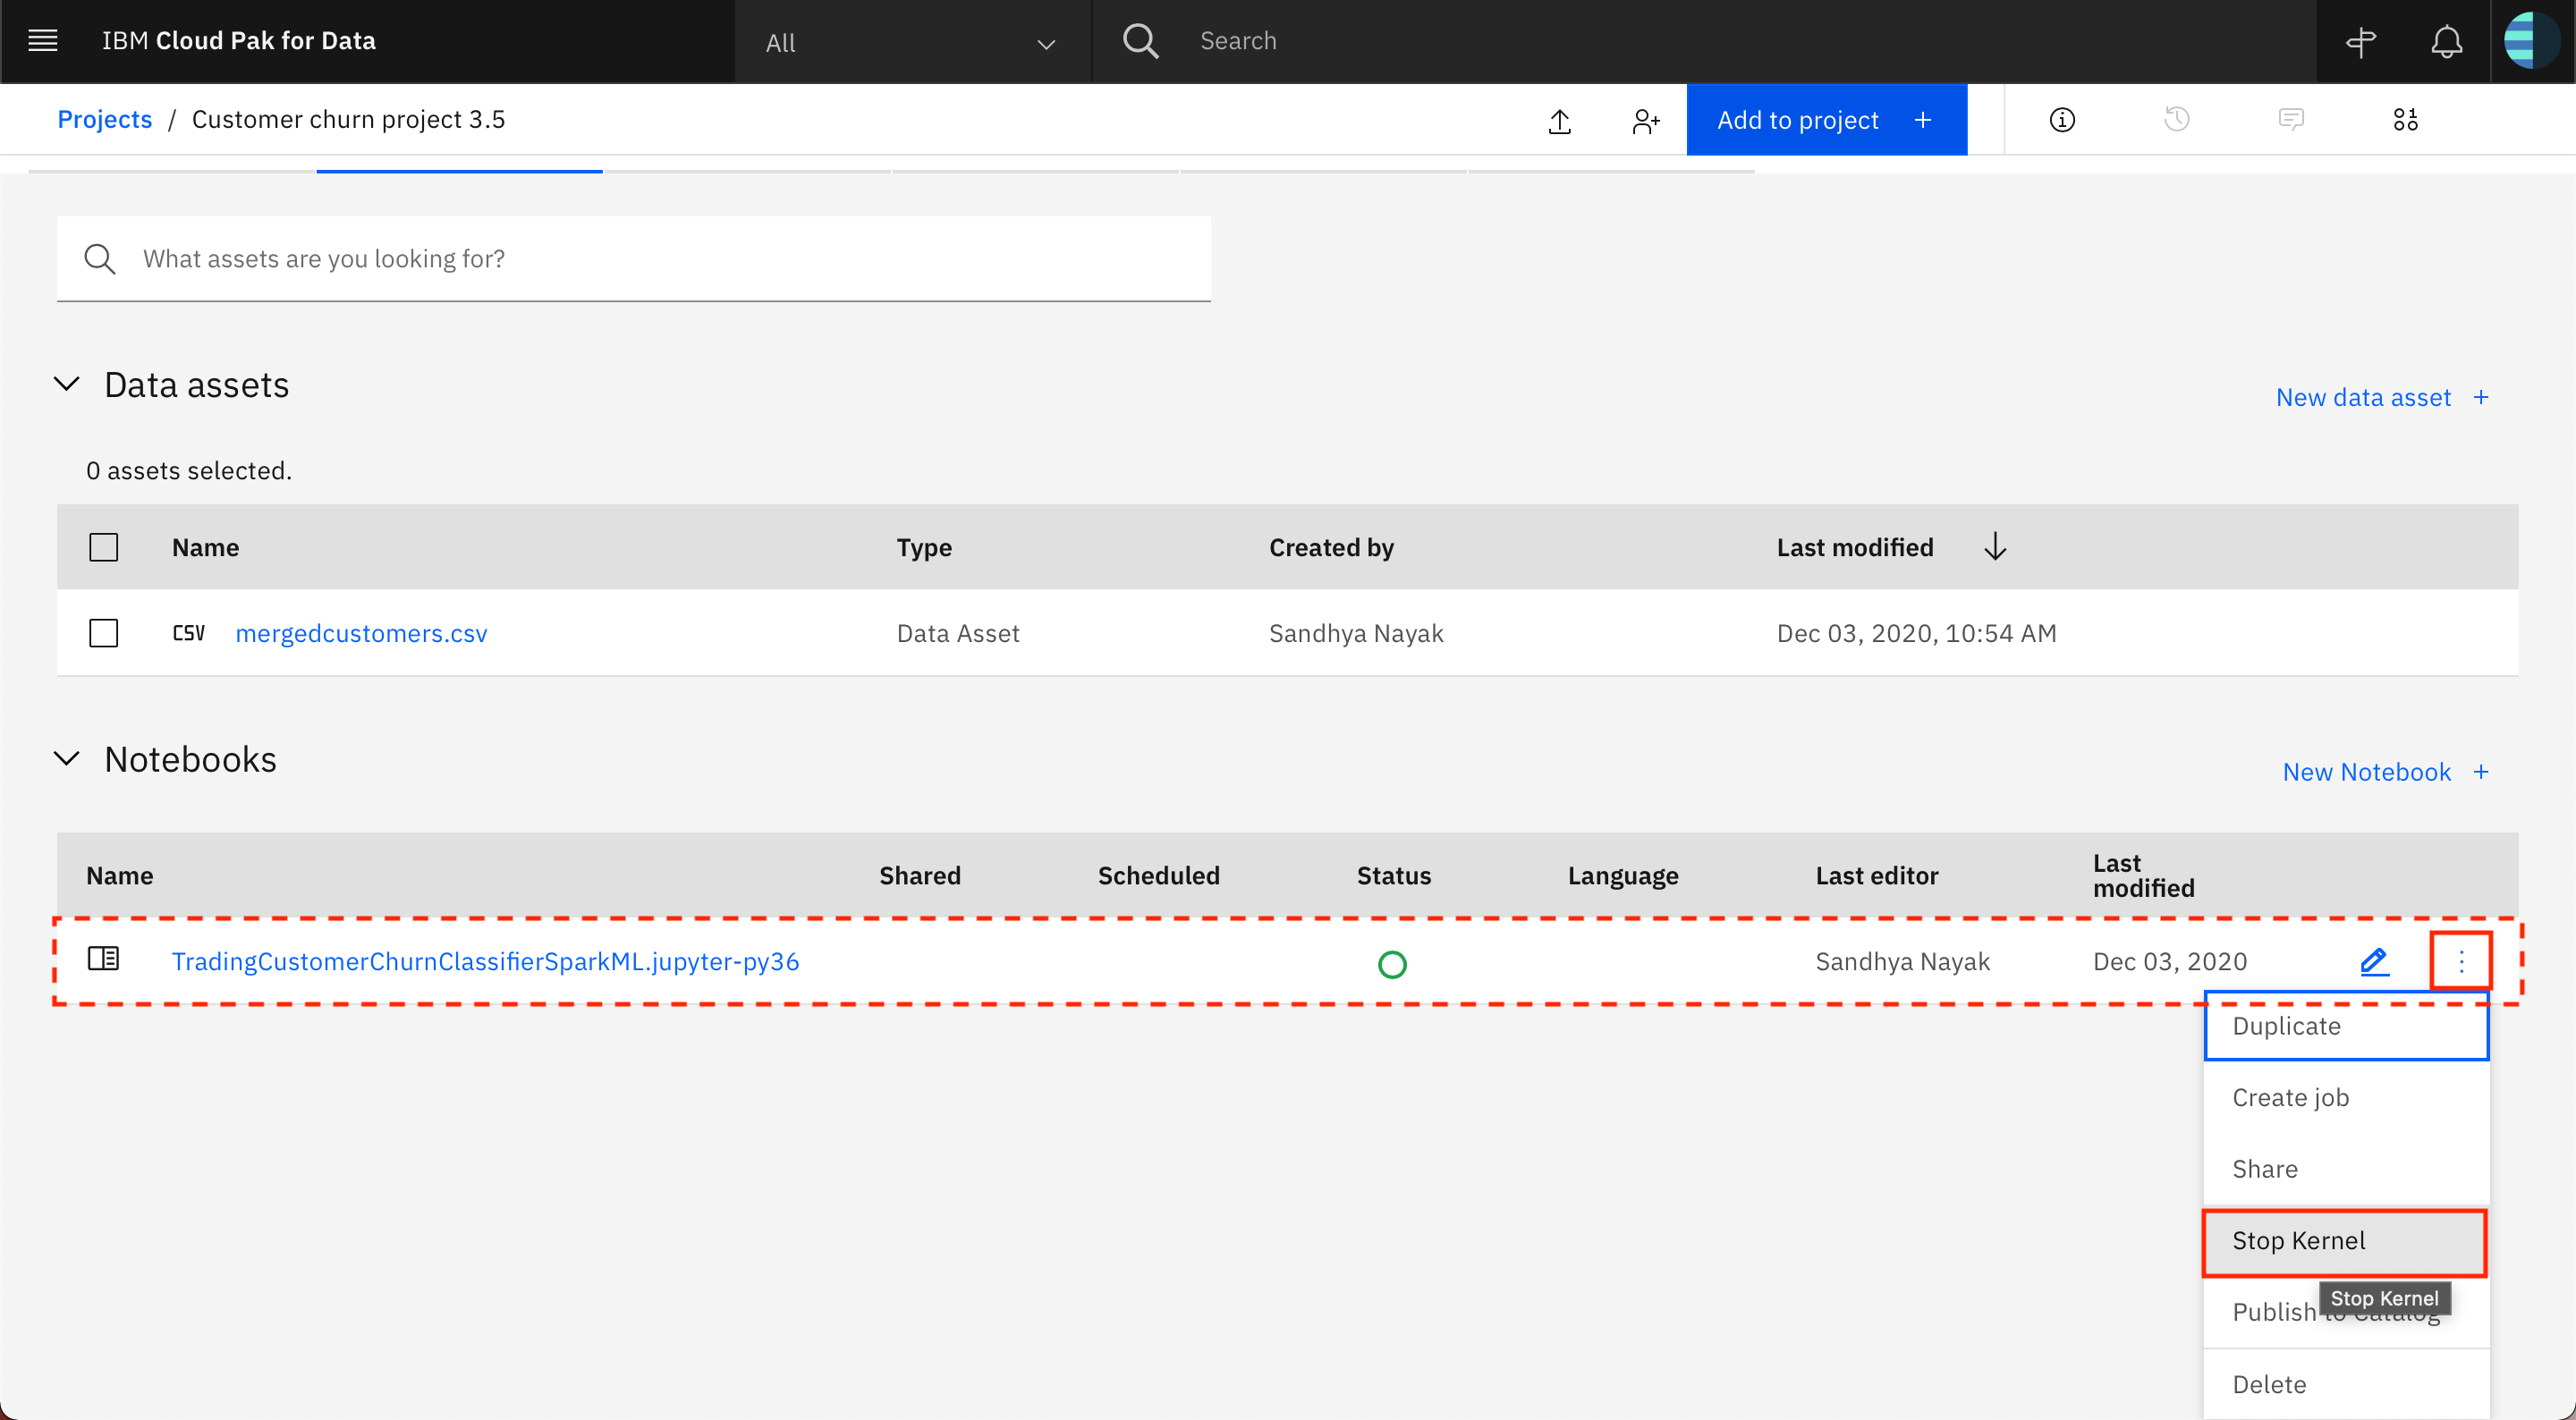 IBM Cloud Pak for Data
All
Search
Projects / Customer churn project 3.5
Add to project +
What assets are you looking for?
Data assets
New data asset +
0 assets selected.
Name Type Created by Last modified
CSV mergedcustomers.csv Data Asset Sandhya Nayak Dec 03, 2020, 10:54 AM
Notebooks
New Notebook +
Name Shared Scheduled Status Language Last editor Last modified
TradingCustomerChurnClassifierSparkML.jupyter-py36 Sandhya Nayak Dec 03, 2020
Duplicate
Create job
Share
Stop Kernel
Stop Kernel
Publish to Catalog
Delete